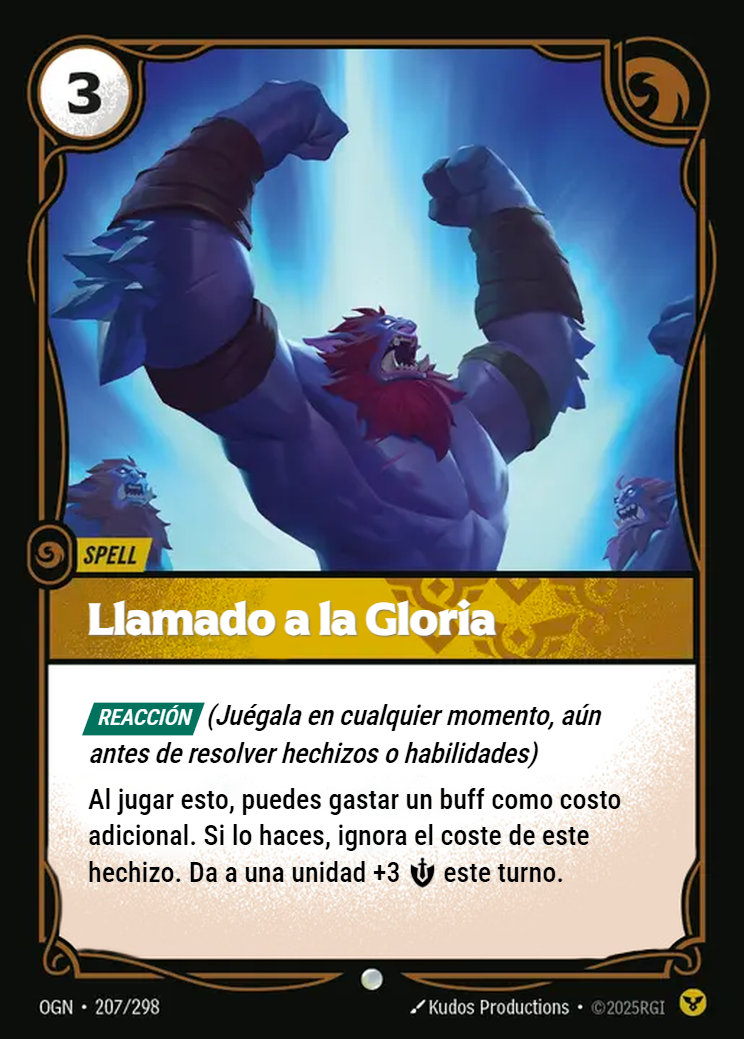 3
SPELL
Llamado a la Gloria
REACCIÓN (Juégala en cualquier momento, aún
antes de resolver hechizos o habilidades)
Al jugar esto, puedes gastar un buff como costo
adicional. Si lo haces, ignora el coste de este
hechizo. Da a una unidad +3 este turno.
OGN • 207/298
Kudos Productions • ©2025RGI